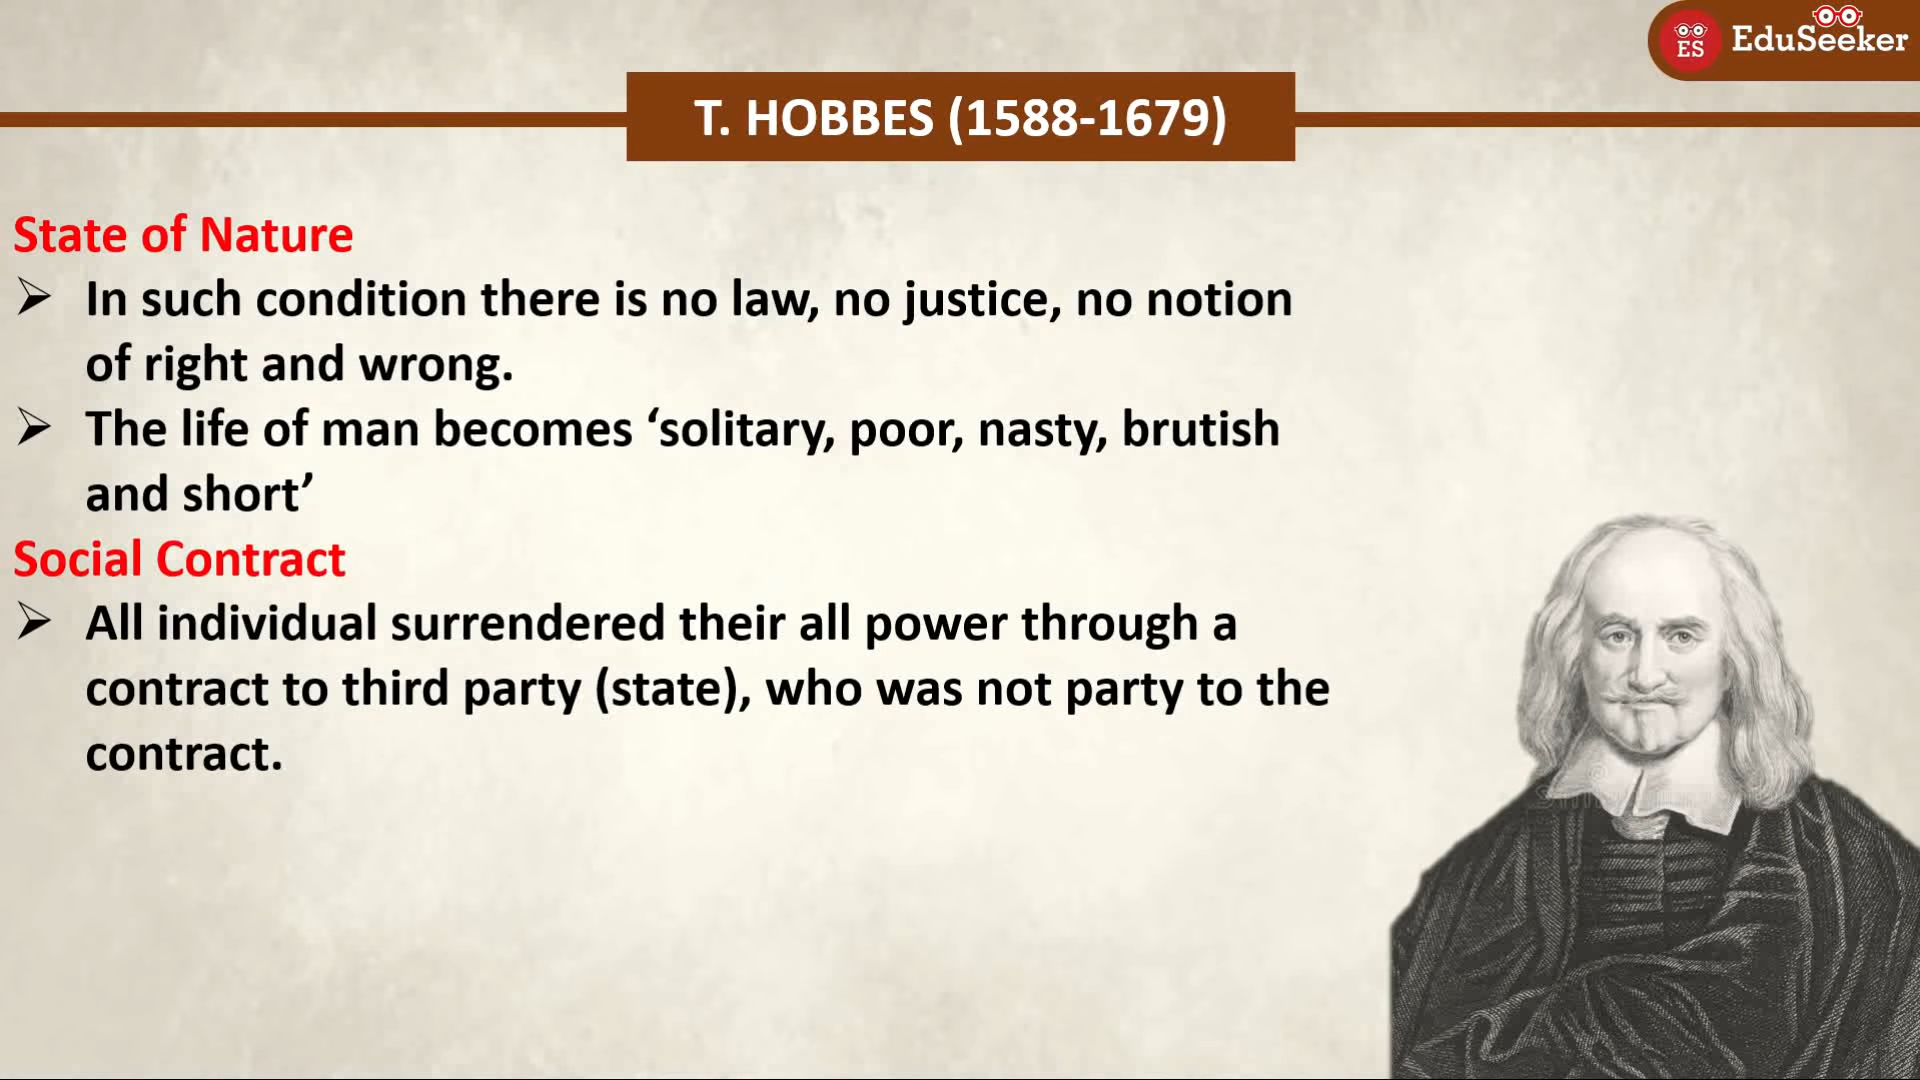 ES EduSeeker
T. HOBBES (1588-1679)
State of Nature
➢ In such condition there is no law, no justice, no notion
of right and wrong.
➢ The life of man becomes ‘solitary, poor, nasty, brutish
and short’
Social Contract
➢ All individual surrendered their all power through a
contract to third party (state), who was not party to the
contract.